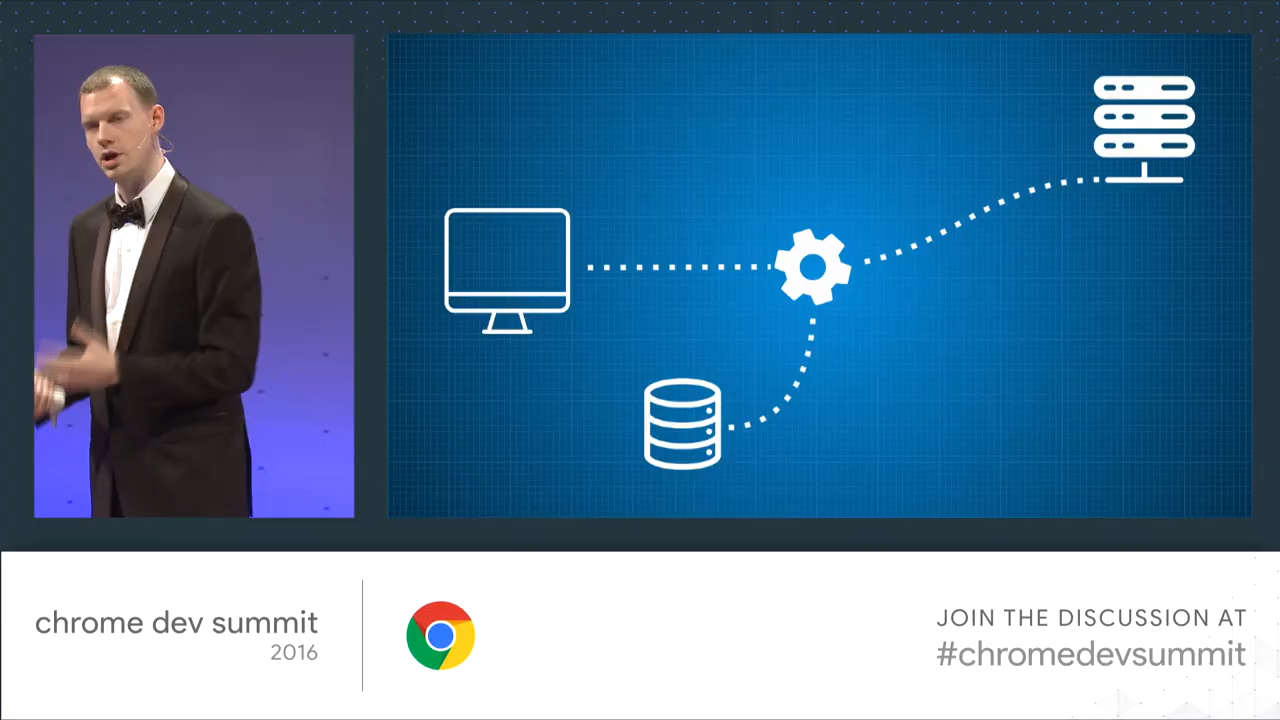 chrome dev summit
2016
JOIN THE DISCUSSION AT
#chromedevsummit